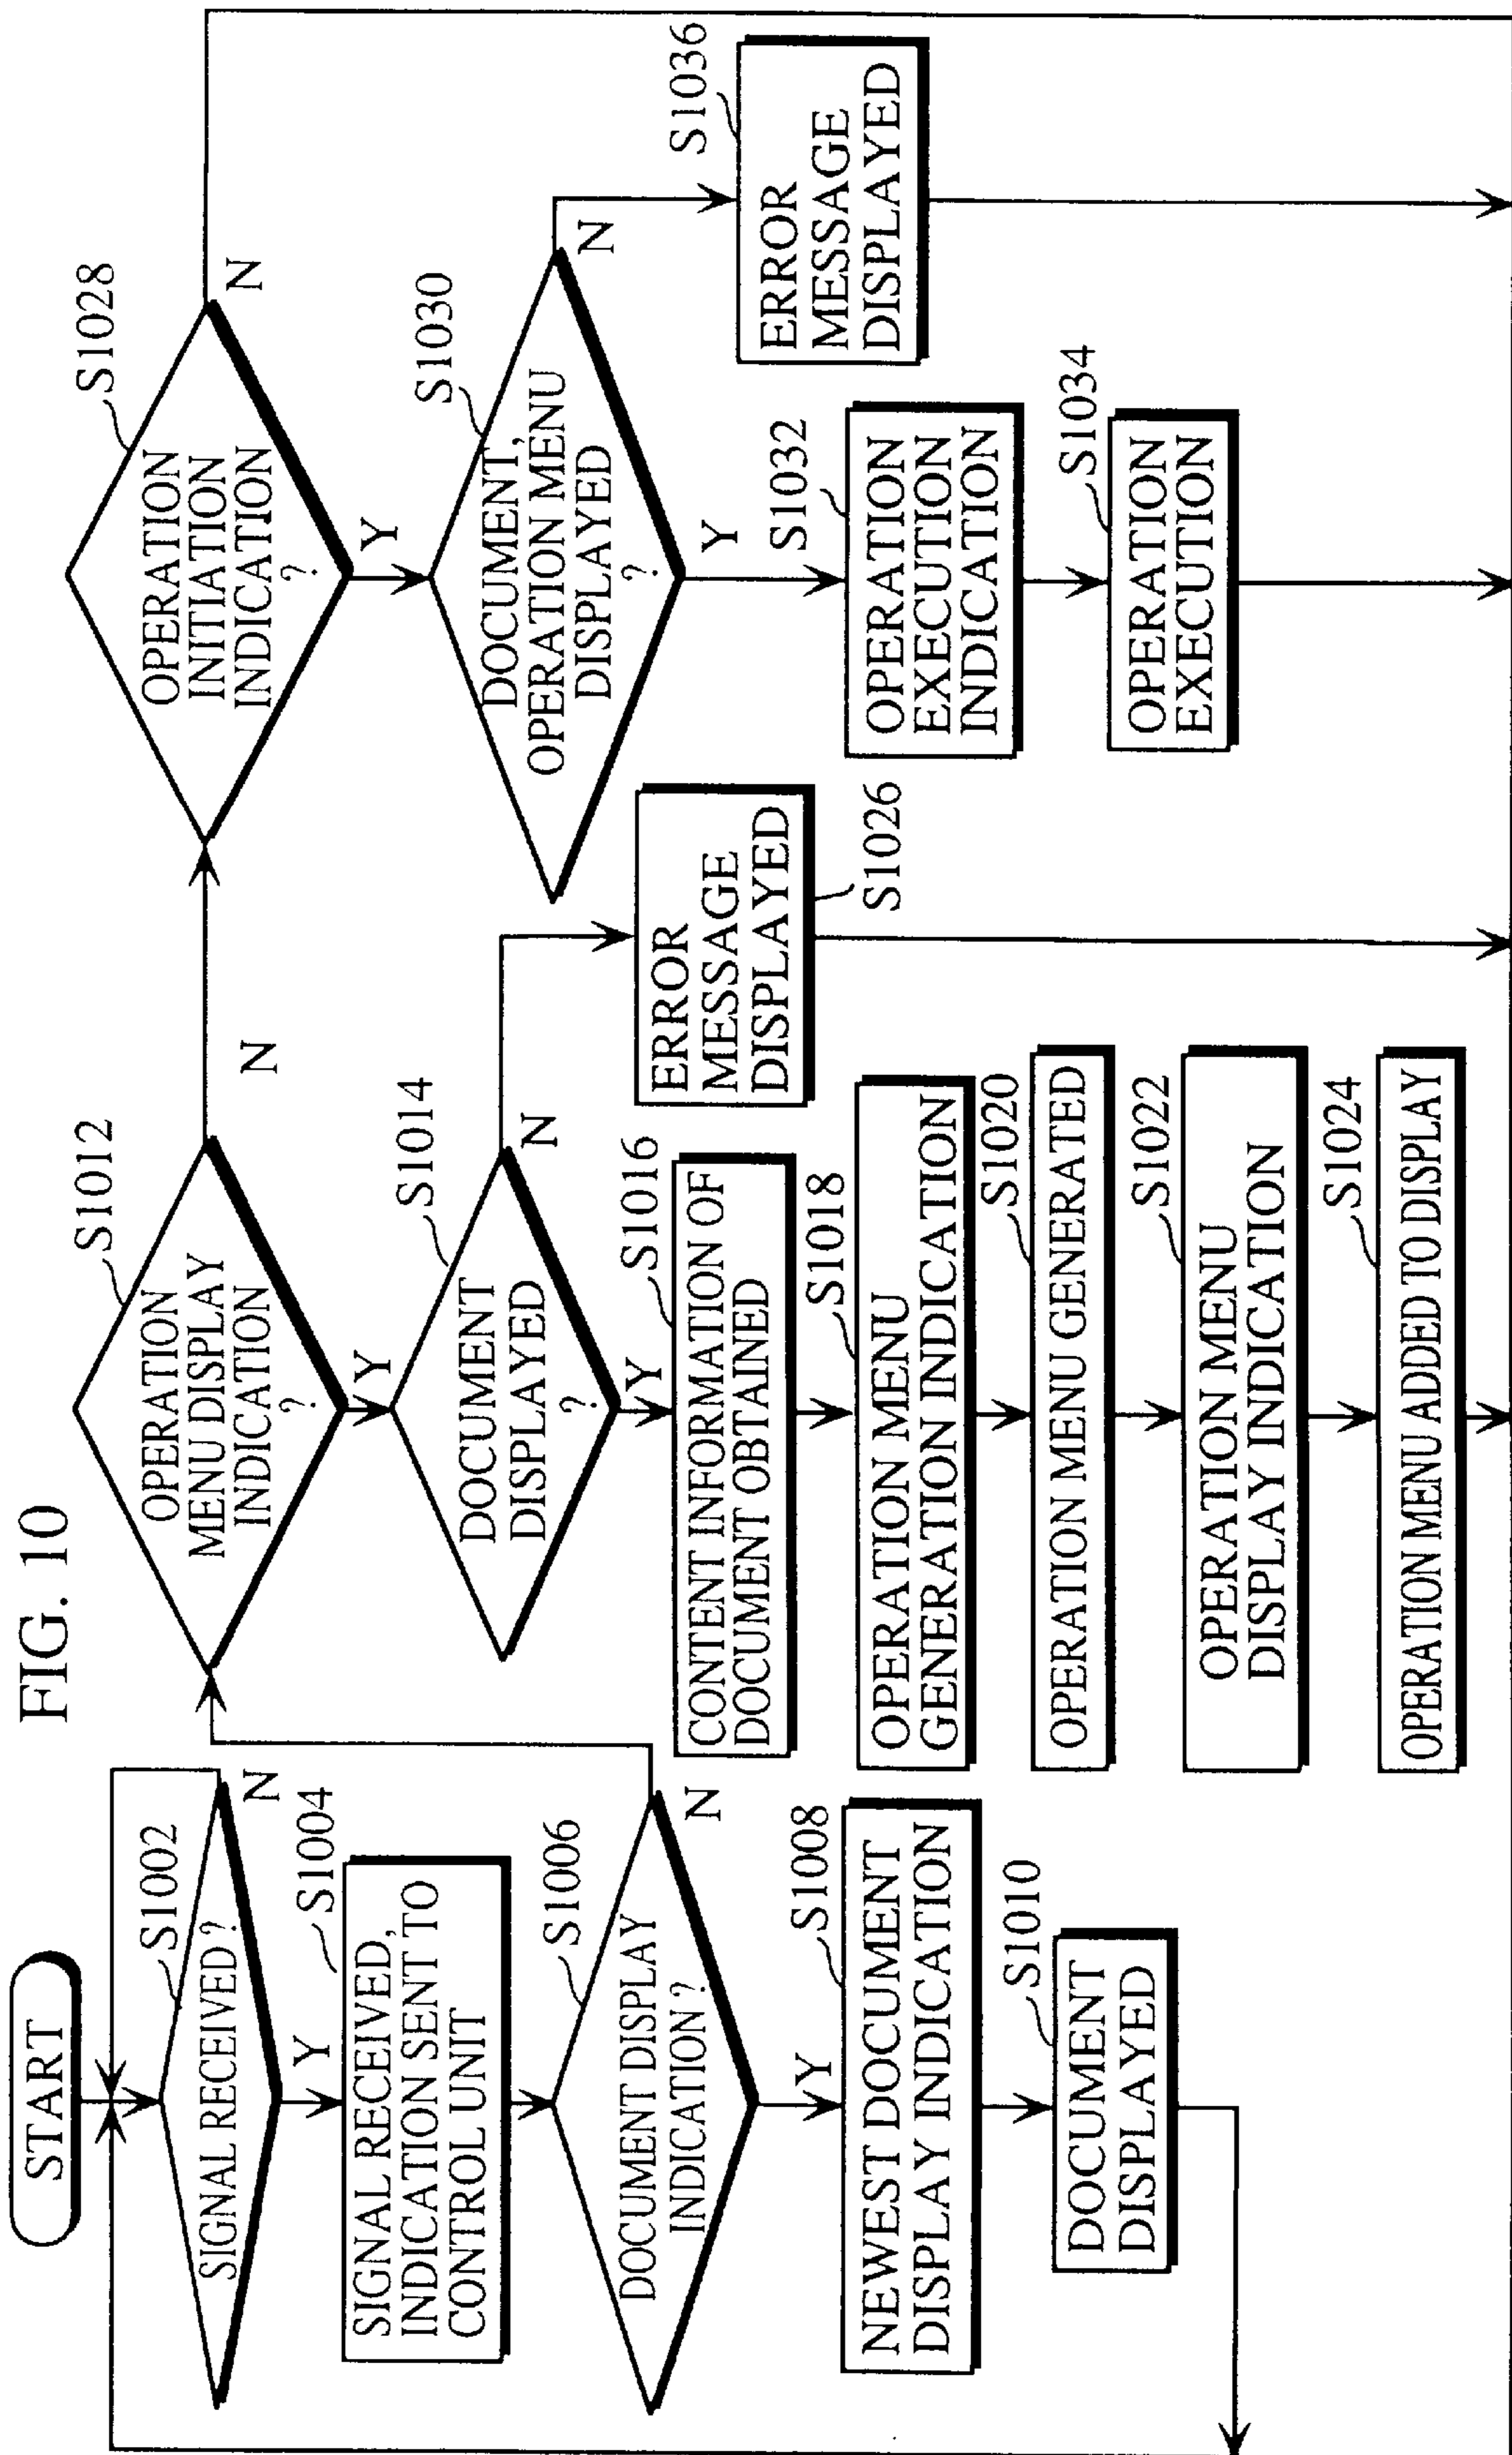 FIG. 10
START
S1002
SIGNAL RECEIVED ?
N
Y
S1004
SIGNAL RECEIVED,
INDICATION SENT TO
CONTROL UNIT
S1006
DOCUMENT DISPLAY
INDICATION ?
N
Y
S1008
NEWEST DOCUMENT
DISPLAY INDICATION
S1010
DOCUMENT
DISPLAYED
S1012
OPERATION
MENU DISPLAY
INDICATION
?
N
Y
S1014
DOCUMENT
DISPLAYED
?
N
Y
S1016
CONTENT INFORMATION OF
DOCUMENT OBTAINED
S1018
OPERATION MENU
GENERATION INDICATION
S1020
OPERATION MENU GENERATED
S1022
OPERATION MENU
DISPLAY INDICATION
S1024
OPERATION MENU ADDED TO DISPLAY
ERROR
MESSAGE
DISPLAYED
S1026
S1028
OPERATION
INITIATION
INDICATION
?
N
Y
S1030
DOCUMENT,
OPERATION MENU
DISPLAYED
?
N
Y
S1032
OPERATION
EXECUTION
INDICATION
S1034
OPERATION
EXECUTION
S1036
ERROR
MESSAGE
DISPLAYED